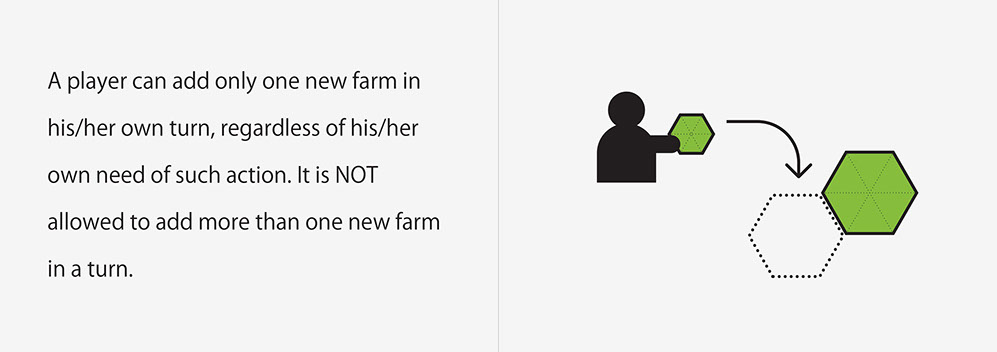 A player can add only one new farm in
his/her own turn, regardless of his/her
own need of such action. It is NOT
allowed to add more than one new farm
in a turn.